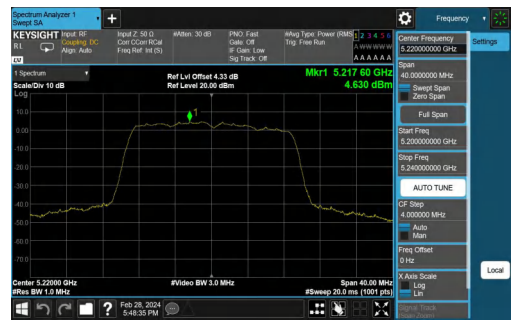 Spectrum Analyzer 1
Swept SA
Frequency
KEYSIGHT
RL
Input: RF
Coupling: DC
Align: Auto
Input Z: 50 Ω
Corr CCorr RCal
Freq Ref: Int (S)
#Atten: 30 dB
PNO: Fast
Gate: Off
IF Gain: Low
Sig Track: Off
#Avg Type: Power (RMS
Trig: Free Run
1 2 3 4 5 6
A W W W W W
A A A A A A
LV
1 Spectrum
Scale/Div 10 dB
Log
Ref Lvl Offset 4.33 dB
Ref Level 20.00 dBm
Mkr1 5.217 60 GHz
4.630 dBm
1
10.0
0.00
-10.0
-20.0
-30.0
-40.0
-50.0
-60.0
-70.0
Center 5.22000 GHz
#Res BW 1.0 MHz
#Video BW 3.0 MHz
Span 40.00 MHz
#Sweep 20.0 ms (1001 pts)
Center Frequency
5.220000000 GHz
Settings
Span
40.0000000 MHz
Swept Span
Zero Span
Full Span
Start Freq
5.200000000 GHz
Stop Freq
5.240000000 GHz
AUTO TUNE
CF Step
4.000000 MHz
Auto
Man
Freq Offset
0 Hz
X Axis Scale
Log
Lin
Local
Signal Track
(Span Zoom)
?
Feb 28, 2024
5:48:35 PM